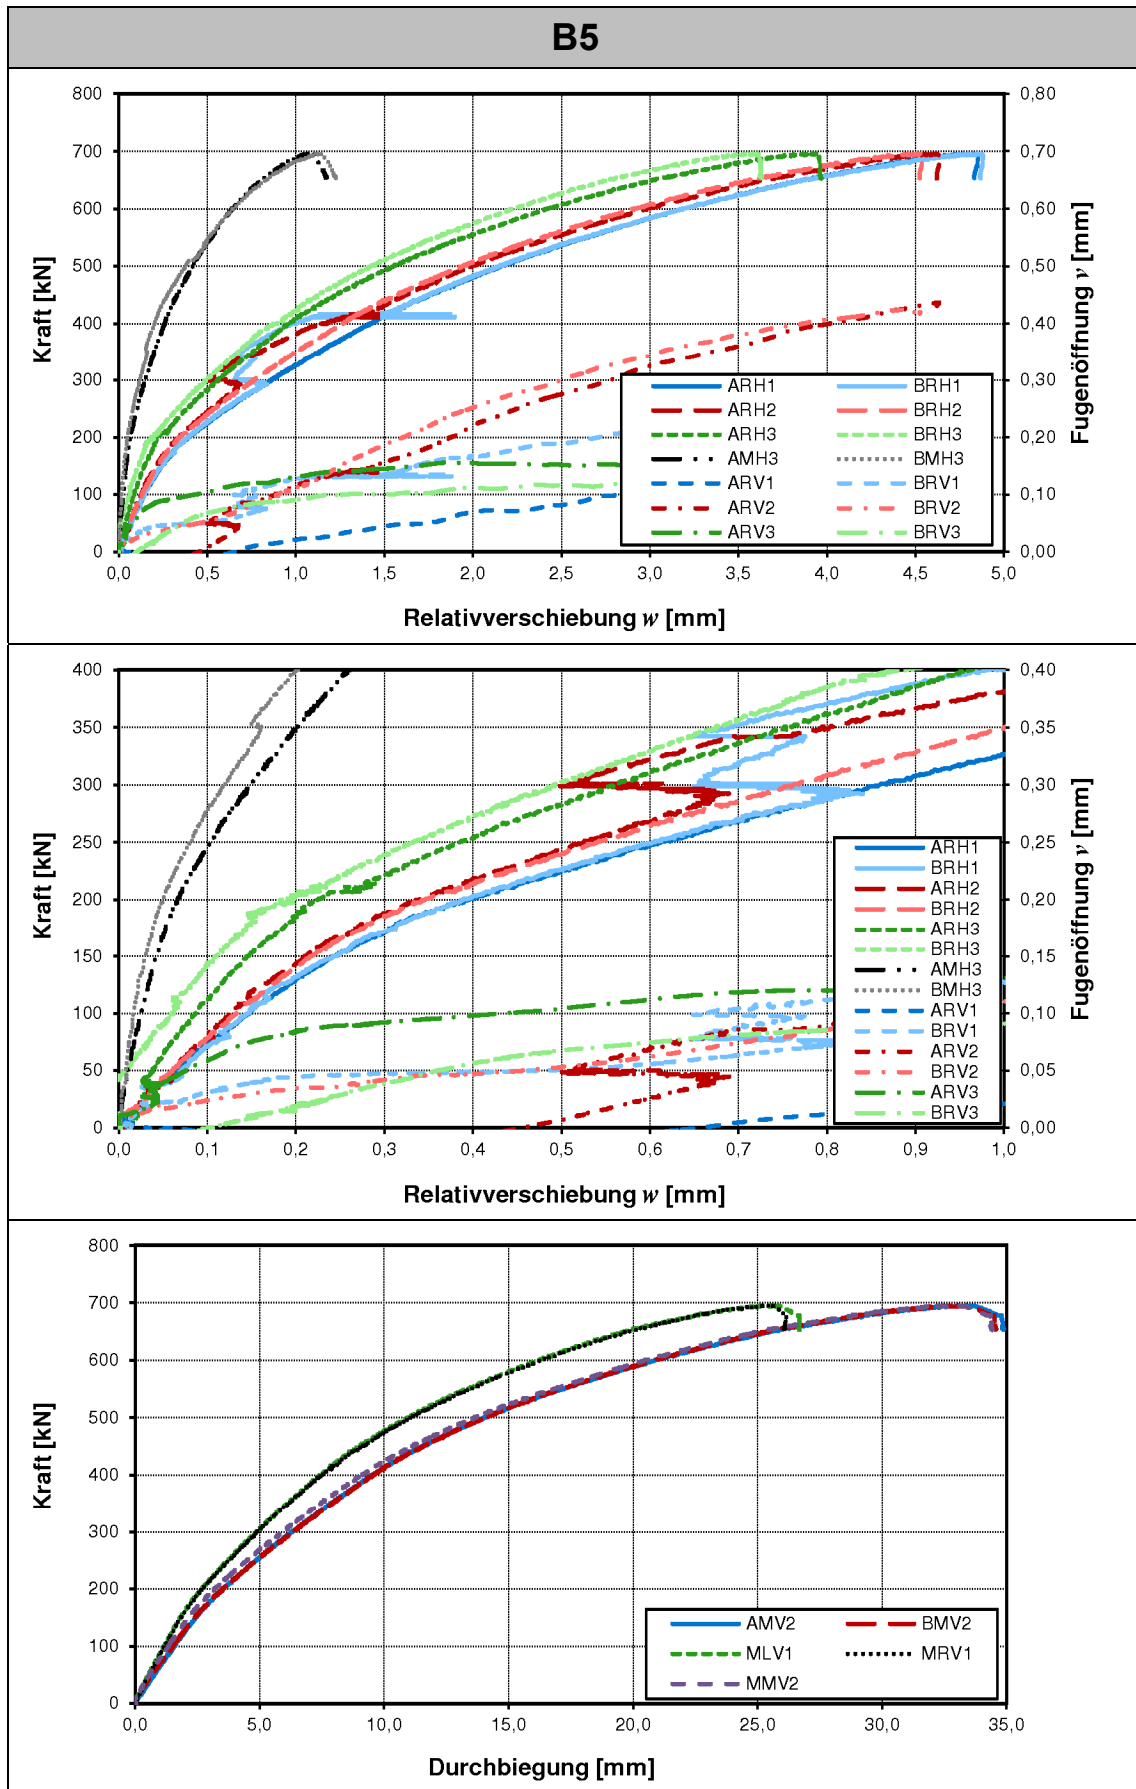 B5
800
700
600
500
400
300
200
100
0
Kraft [kN]
0,80
0,70
0,60
0,50
0,40
0,30
0,20
0,10
0,00
Fugenöffnung v [mm]
ARH1 BRH1
ARH2 BRH2
ARH3 BRH3
AMH3 BMH3
ARV1 BRV1
ARV2 BRV2
ARV3 BRV3
0,0 0,5 1,0 1,5 2,0 2,5 3,0 3,5 4,0 4,5 5,0
Relativverschiebung w [mm]
400
350
300
250
200
150
100
50
0
Kraft [kN]
0,40
0,35
0,30
0,25
0,20
0,15
0,10
0,05
0,00
Fugenöffnung v [mm]
ARH1
BRH1
ARH2
BRH2
ARH3
BRH3
AMH3
BMH3
ARV1
BRV1
ARV2
BRV2
ARV3
BRV3
0,0 0,1 0,2 0,3 0,4 0,5 0,6 0,7 0,8 0,9 1,0
Relativverschiebung w [mm]
800
700
600
500
400
300
200
100
0
Kraft [kN]
AMV2 BMV2
MLV1 MRV1
MMV2
0,0 5,0 10,0 15,0 20,0 25,0 30,0 35,0
Durchbiegung [mm]